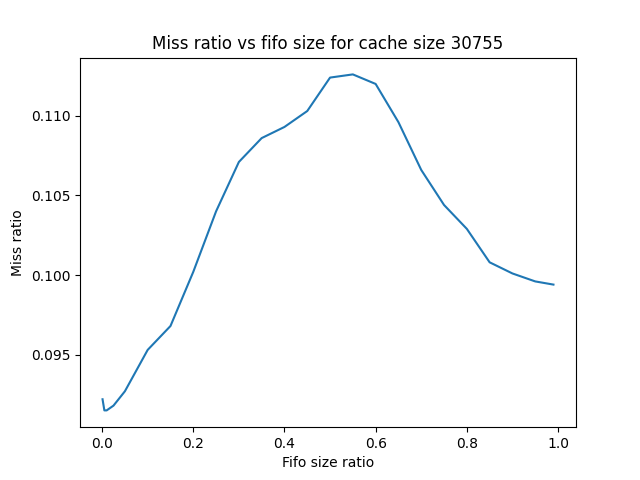 Miss ratio vs fifo size for cache size 30755
0.110
0.105
0.100
0.095
Miss ratio
0.0 0.2 0.4 0.6 0.8 1.0
Fifo size ratio